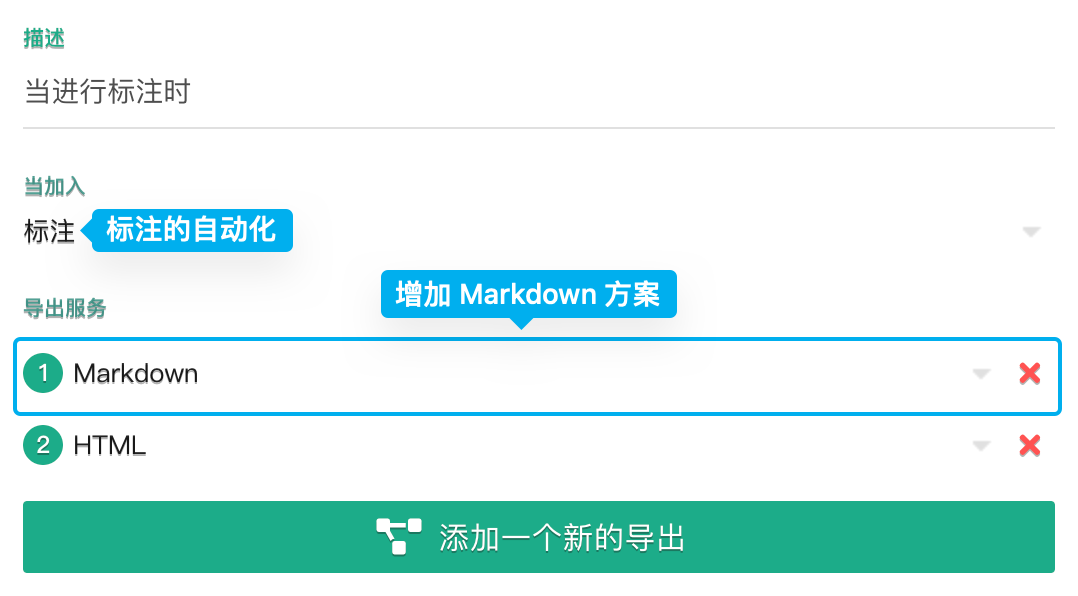 描述
当进行标注时
当加入
标注
标注的自动化
增加 Markdown 方案
导出服务
1 Markdown
2 HTML
添加一个新的导出